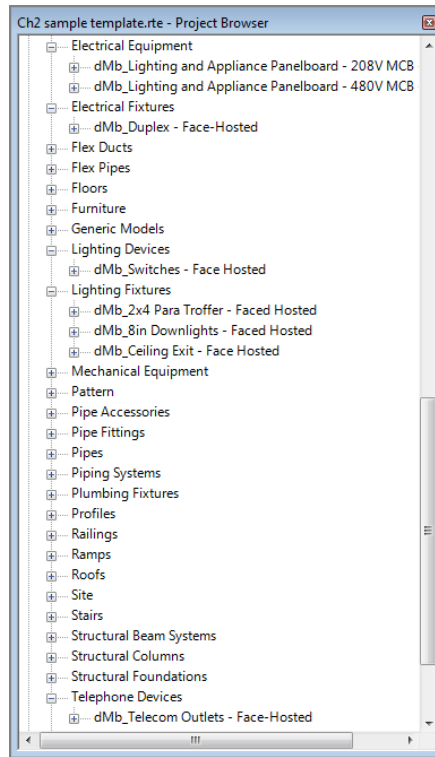 Ch2 sample template.rte - Project Browser
Electrical Equipment
dMb_Lighting and Appliance Panelboard - 208V MCB
dMb_Lighting and Appliance Panelboard - 480V MCB
Electrical Fixtures
dMb_Duplex - Face-Hosted
Flex Ducts
Flex Pipes
Floors
Furniture
Generic Models
Lighting Devices
dMb_Switches - Face Hosted
Lighting Fixtures
dMb_2x4 Para Troffer - Faced Hosted
dMb_8in Downlights - Faced Hosted
dMb_Ceiling Exit - Face Hosted
Mechanical Equipment
Pattern
Pipe Accessories
Pipe Fittings
Pipes
Piping Systems
Plumbing Fixtures
Profiles
Railings
Ramps
Roofs
Site
Stairs
Structural Beam Systems
Structural Columns
Structural Foundations
Telephone Devices
dMb_Telecom Outlets - Face-Hosted